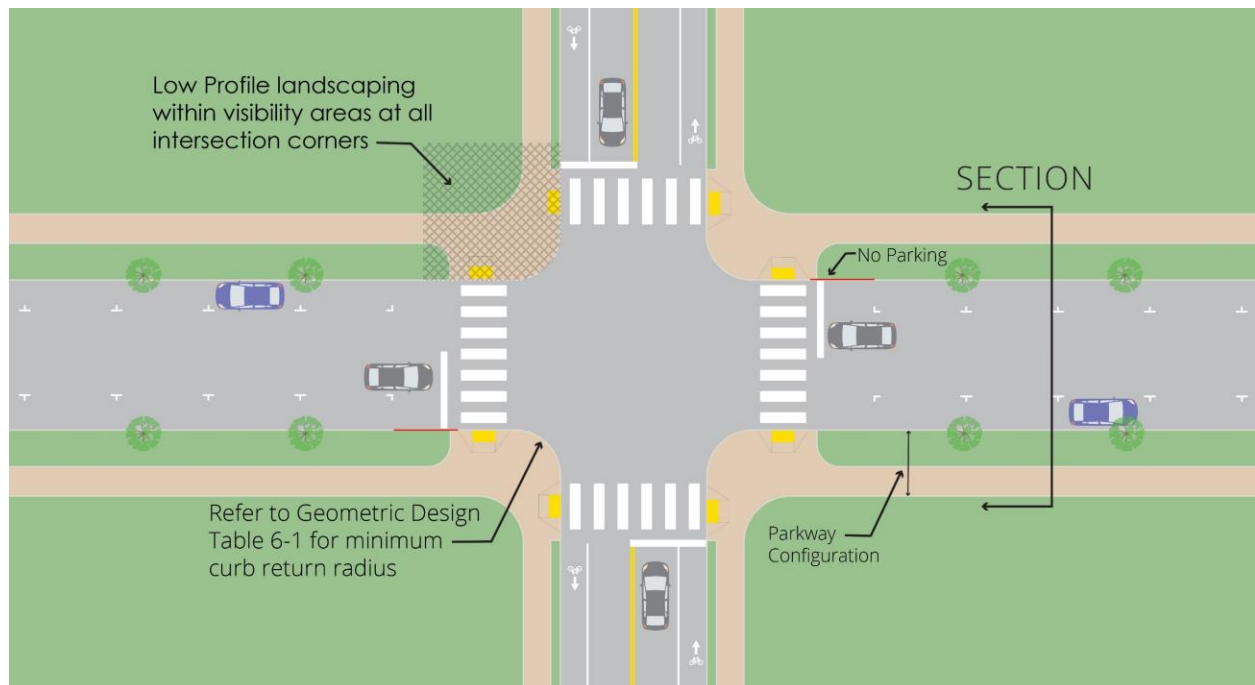 Low Profile landscaping
within visibility areas at all
intersection corners
SECTION
No Parking
Refer to Geometric Design
Table 6-1 for minimum
curb return radius
Parkway
Configuration